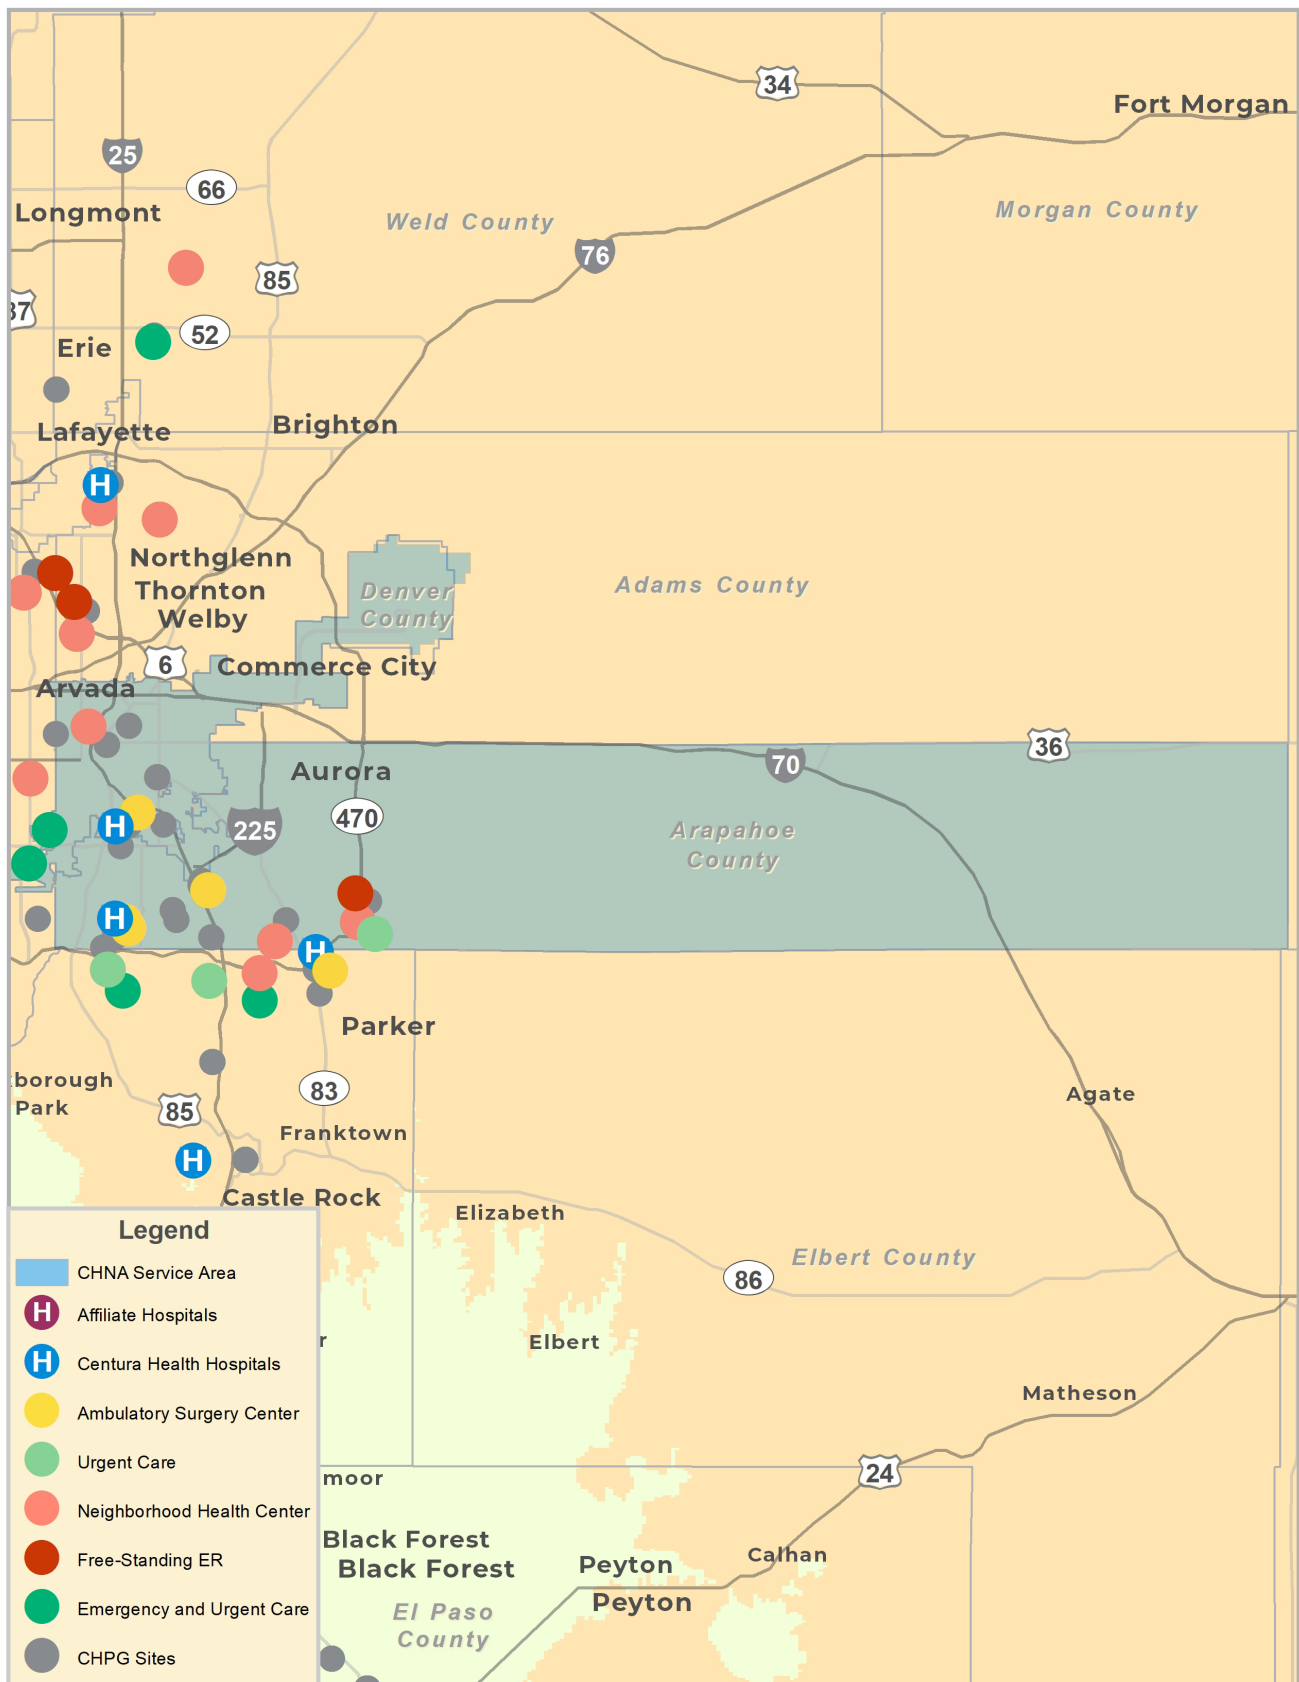 34
Fort Morgan
25
66
Longmont
Weld County
Morgan County
76
85
37
52
Erie
Lafayette
Brighton
H
Northglenn
Thornton
Welby
Denver
County
Adams County
6
Commerce City
Arvada
36
70
Aurora
470
225
H
Arapahoe
County
H
H
Parker
borough
Park
85
83
Agate
Franktown
H
Castle Rock
Elizabeth
Elbert County
86
Elbert
r
Matheson
24
moor
Black Forest
Black Forest
Peyton
Peyton
Calhan
El Paso
County
Legend
CHNA Service Area
H Affiliate Hospitals
H Centura Health Hospitals
Ambulatory Surgery Center
Urgent Care
Neighborhood Health Center
Free-Standing ER
Emergency and Urgent Care
CHPG Sites